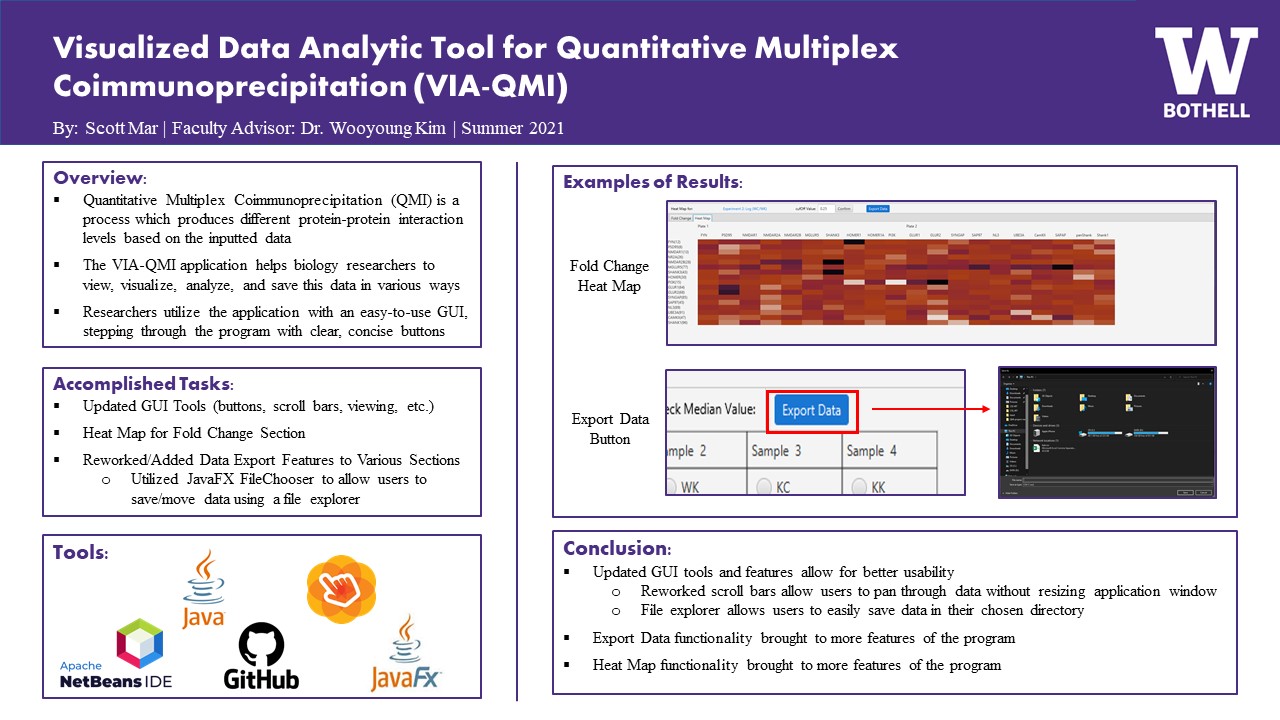 Visualized Data Analytic Tool for Quantitative Multiplex
Coimmunoprecipitation (VIA-QMI)
By: Scott Mar | Faculty Advisor: Dr. Wooyoung Kim | Summer 2021
W
BOTHELL
Overview:
▪ Quantitative Multiplex Coimmunoprecipitation (QMI) is a
process which produces different protein-protein interaction
levels based on the inputted data
▪ The VIA-QMI application helps biology researchers to
view, visualize, analyze, and save this data in various ways
▪ Researchers utilize the application with an easy-to-use GUI,
stepping through the program with clear, concise buttons
Accomplished Tasks:
▪ Updated GUI Tools (buttons, scroll bars, viewing, etc.)
▪ Heat Map for Fold Change Section
▪ Reworked/Added Data Export Features to Various Sections
o Utilized JavaFX FileChooser to allow users to
save/move data using a file explorer
Tools:
Java
Apache
NetBeans IDE
GitHub
JavaFX
Examples of Results:
Fold Change
Heat Map
Heat Map for:
cutOff Value
Confirm
Export Data
Fold Change
Heat Map
Plate 1
Plate 2
Export Data
Button
eck Median Value:
Export Data
mple 2
Sample 3
Sample 4
WK
KC
KK
Conclusion:
▪ Updated GUI tools and features allow for better usability
o Reworked scroll bars allow users to pan through data without resizing application window
o File explorer allows users to easily save data in their chosen directory
▪ Export Data functionality brought to more features of the program
▪ Heat Map functionality brought to more features of the program